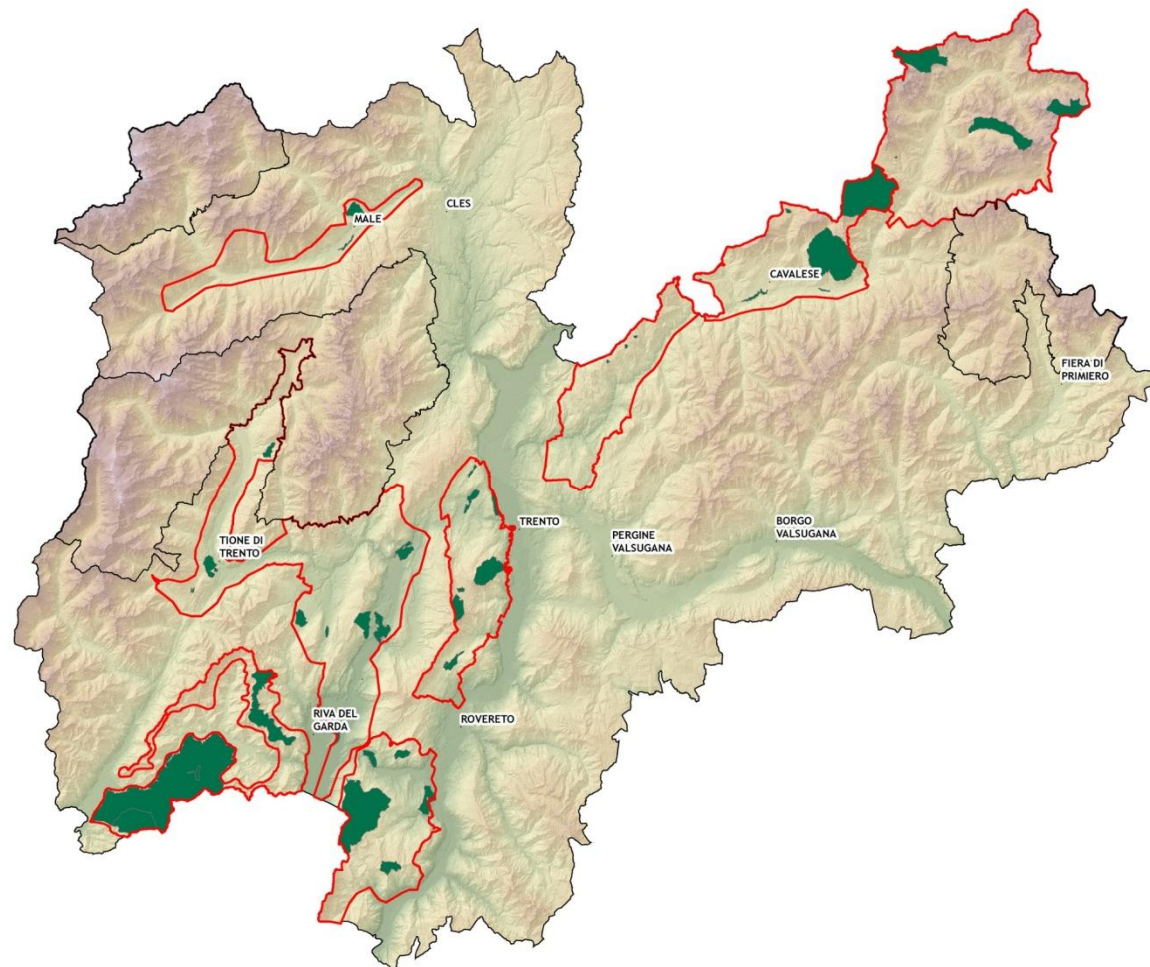 CLES
MALE
CAVALESE
FIERA DI
PRIMIERO
TRENTO
TIONE DI
TRENTO
PERGINE
VALSUGANA
BORGO
VALSUGANA
RIVA DEL
GARDA
ROVERETO